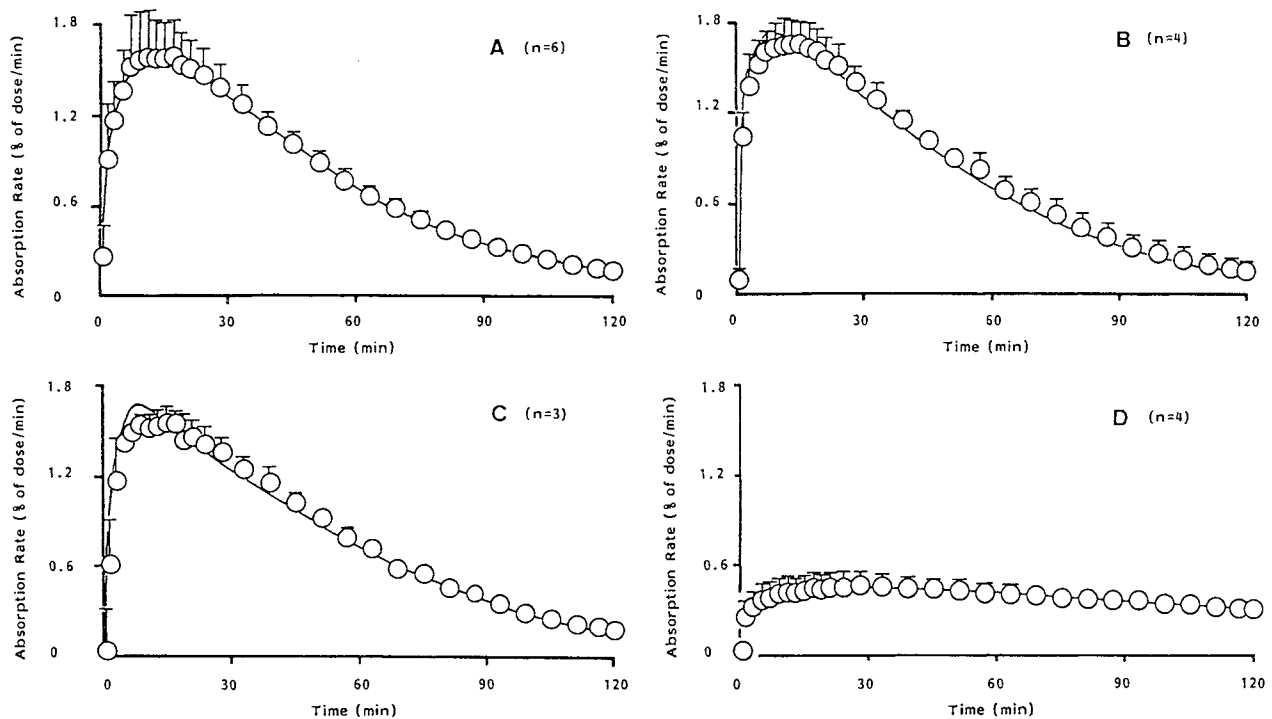 Absorption Rate (% of dose/min)
1.8
1.2
0.6
0
A (n=6)
0 30 60 90 120
Time (min)
Absorption Rate (% of dose/min)
1.8
1.2
0.6
0
B (n=4)
0 30 60 90 120
Time (min)
Absorption Rate (% of dose/min)
1.8
1.2
0.6
0
C (n=3)
0 30 60 90 120
Time (min)
Absorption Rate (% of dose/min)
1.8
1.2
0.6
0
D (n=4)
0 30 60 90 120
Time (min)